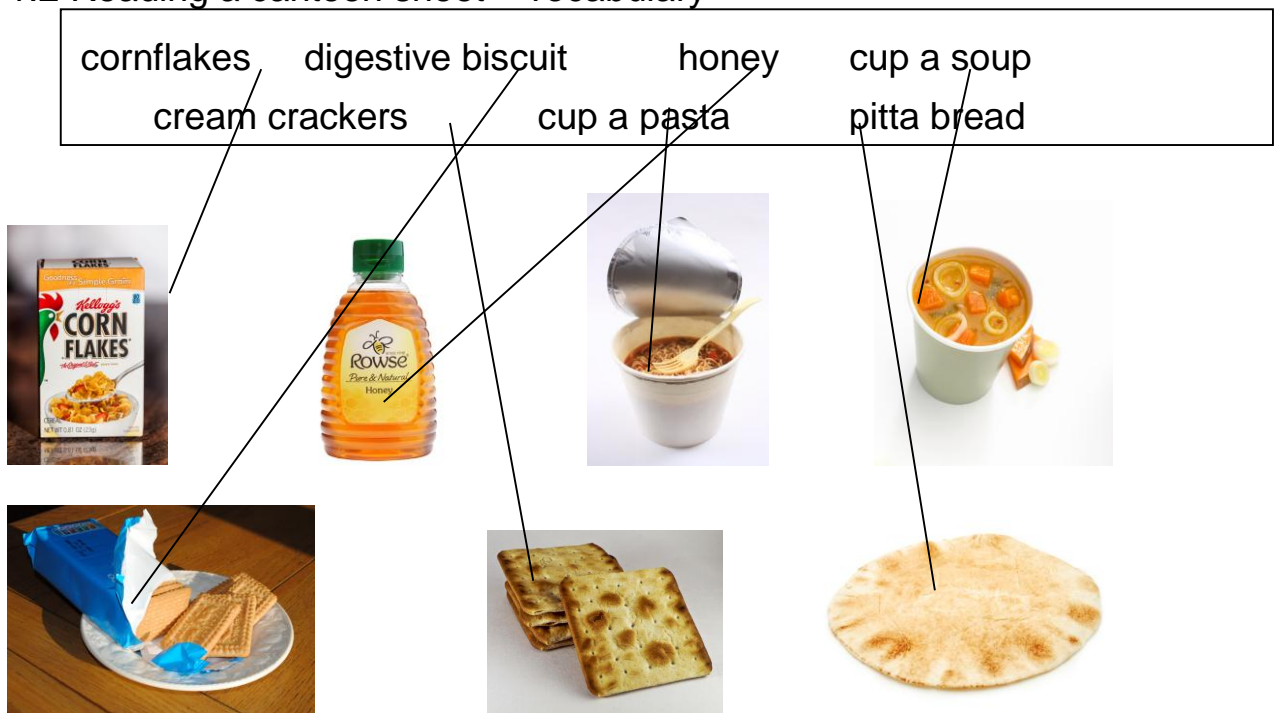 cornflakes digestive biscuit honey cup a soup
cream crackers cup a pasta pitta bread
Kellogg's
CORN
FLAKES
ROWSE
Pure & Natural
Honey